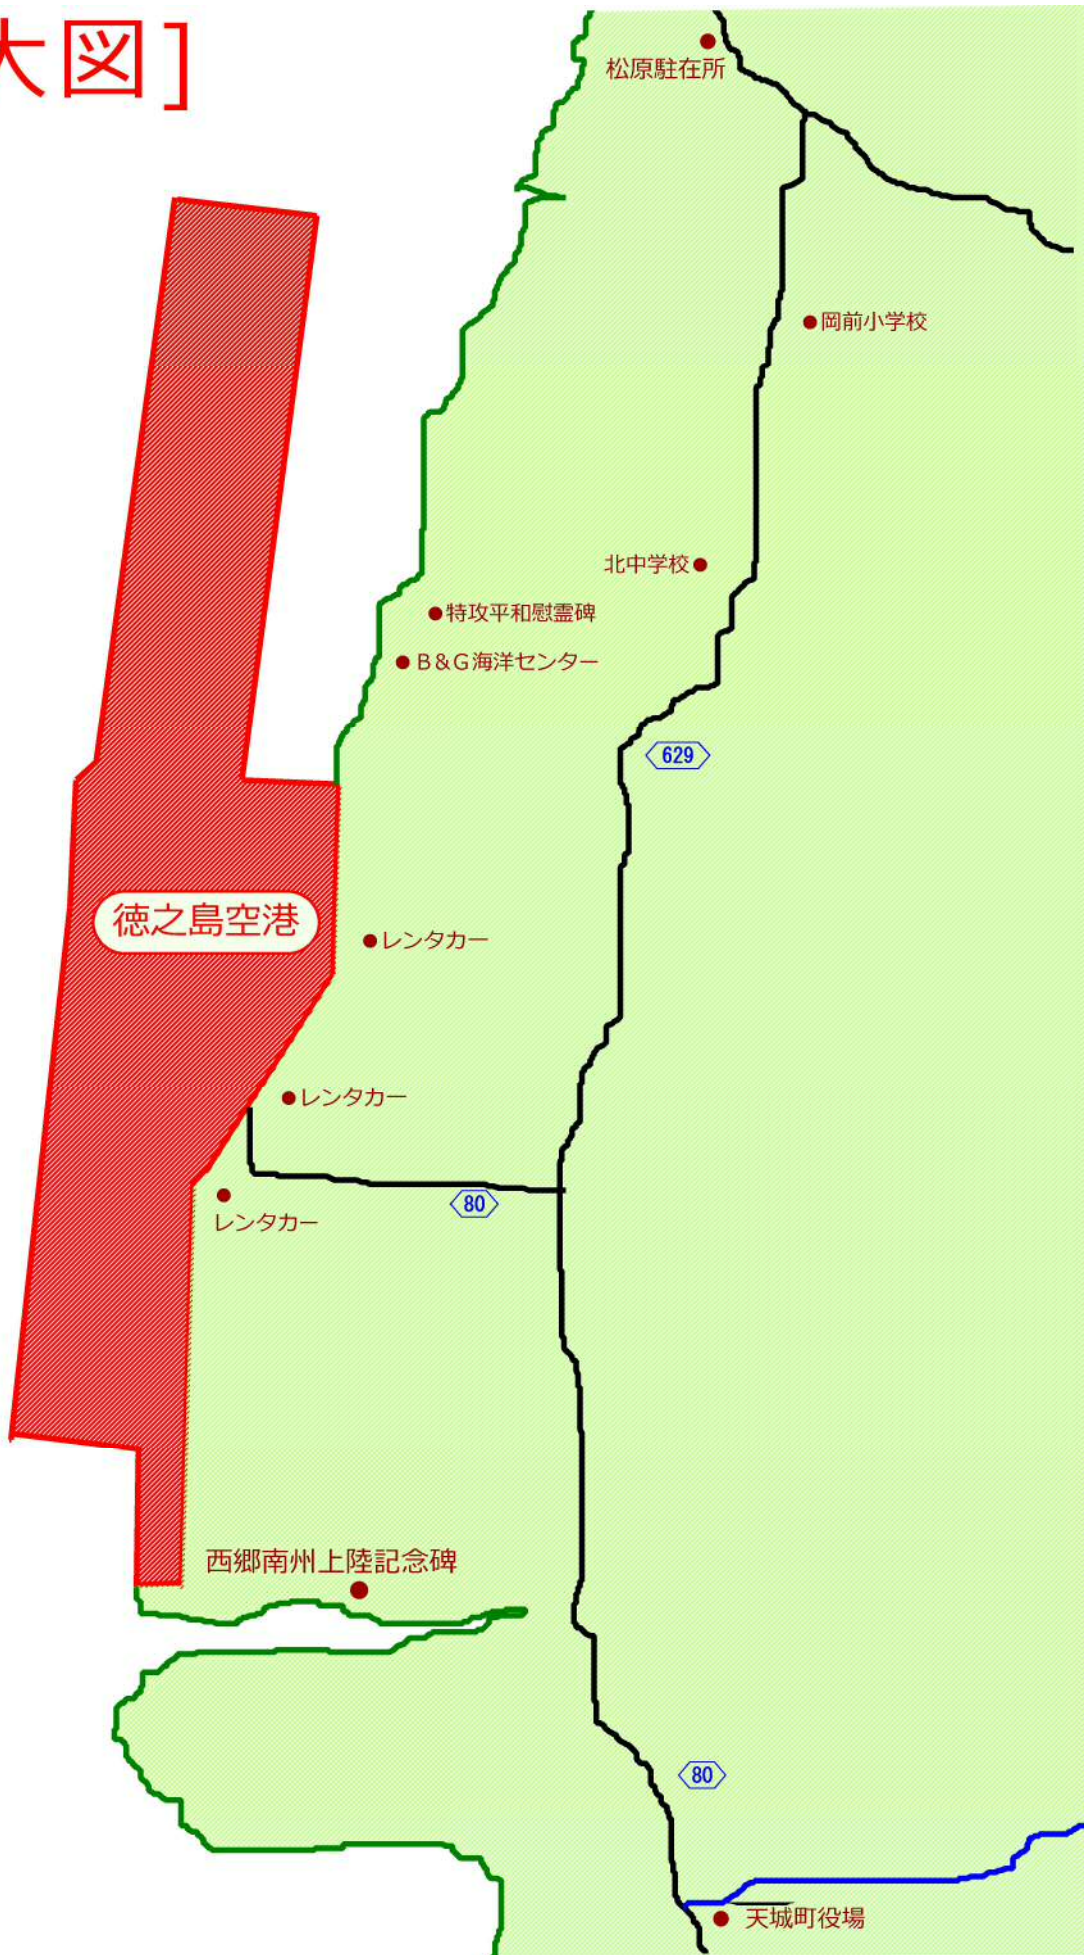 大図]
松原駐在所
岡前小学校
北中学校
特攻平和慰霊碑
B&G海洋センター
629
徳之島空港
レンタカー
レンタカー
80
レンタカー
西郷南州上陸記念碑
80
天城町役場